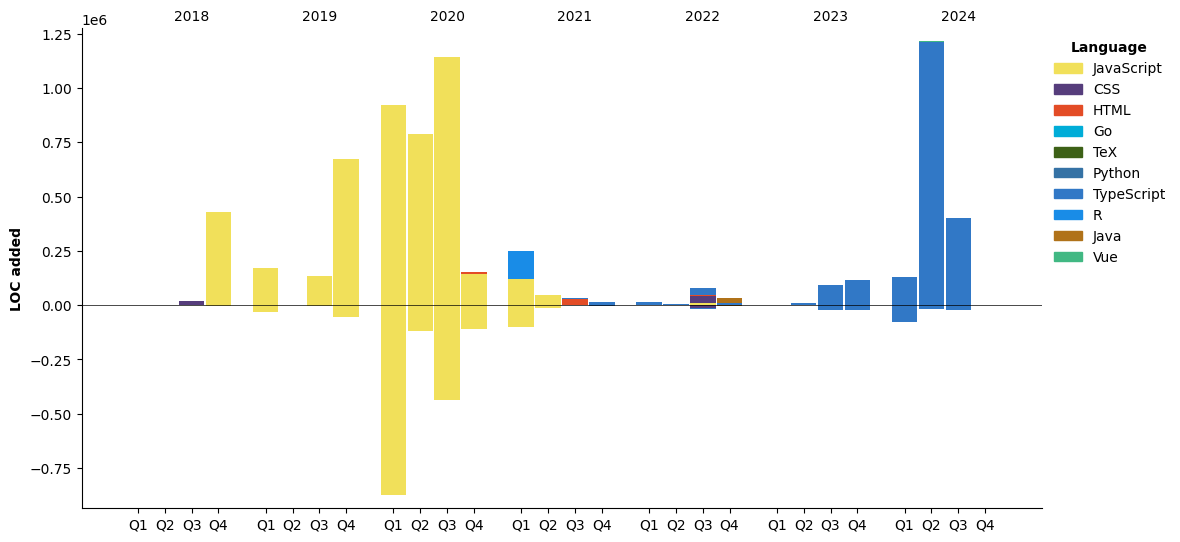 2018 2019 2020 2021 2022 2023 2024
1e6
1.25
1.00
0.75
0.50
0.25
0.00
−0.25
−0.50
−0.75
LOC added
Q1 Q2 Q3 Q4 Q1 Q2 Q3 Q4 Q1 Q2 Q3 Q4 Q1 Q2 Q3 Q4 Q1 Q2 Q3 Q4 Q1 Q2 Q3 Q4 Q1 Q2 Q3 Q4
Language
JavaScript
CSS
HTML
Go
TeX
Python
TypeScript
R
Java
Vue